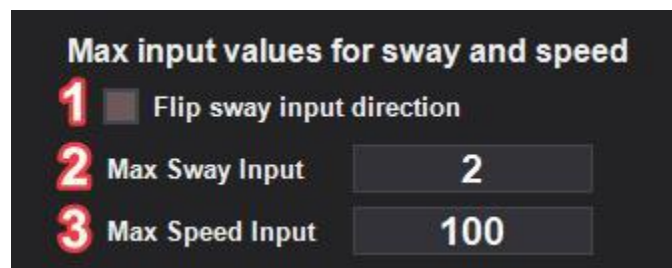 Max input values for sway and speed
1 Flip sway input direction
2 Max Sway Input 2
3 Max Speed Input 100